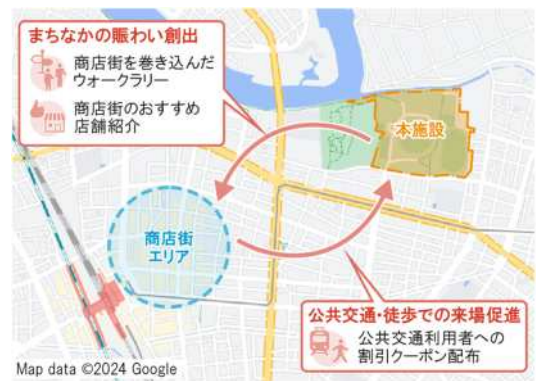 まちなかの賑わい創出
商店街を巻き込んだ
ウォークラリー
商店街のおすすめ
店舗紹介
本施設
商店街
エリア
公共交通・徒歩での来場促進
公共交通利用者への
割引クーポン配布
Map data ©2024 Google